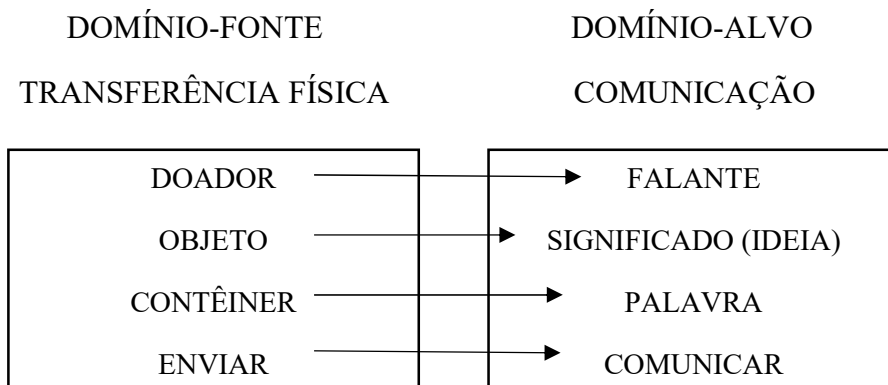 DOMÍNIO-FONTE DOMÍNIO-ALVO
TRANSFERÊNCIA FÍSICA COMUNICAÇÃO
DOADOR FALANTE
OBJETO SIGNIFICADO (IDEIA)
CONTÊINER PALAVRA
ENVIAR COMUNICAR